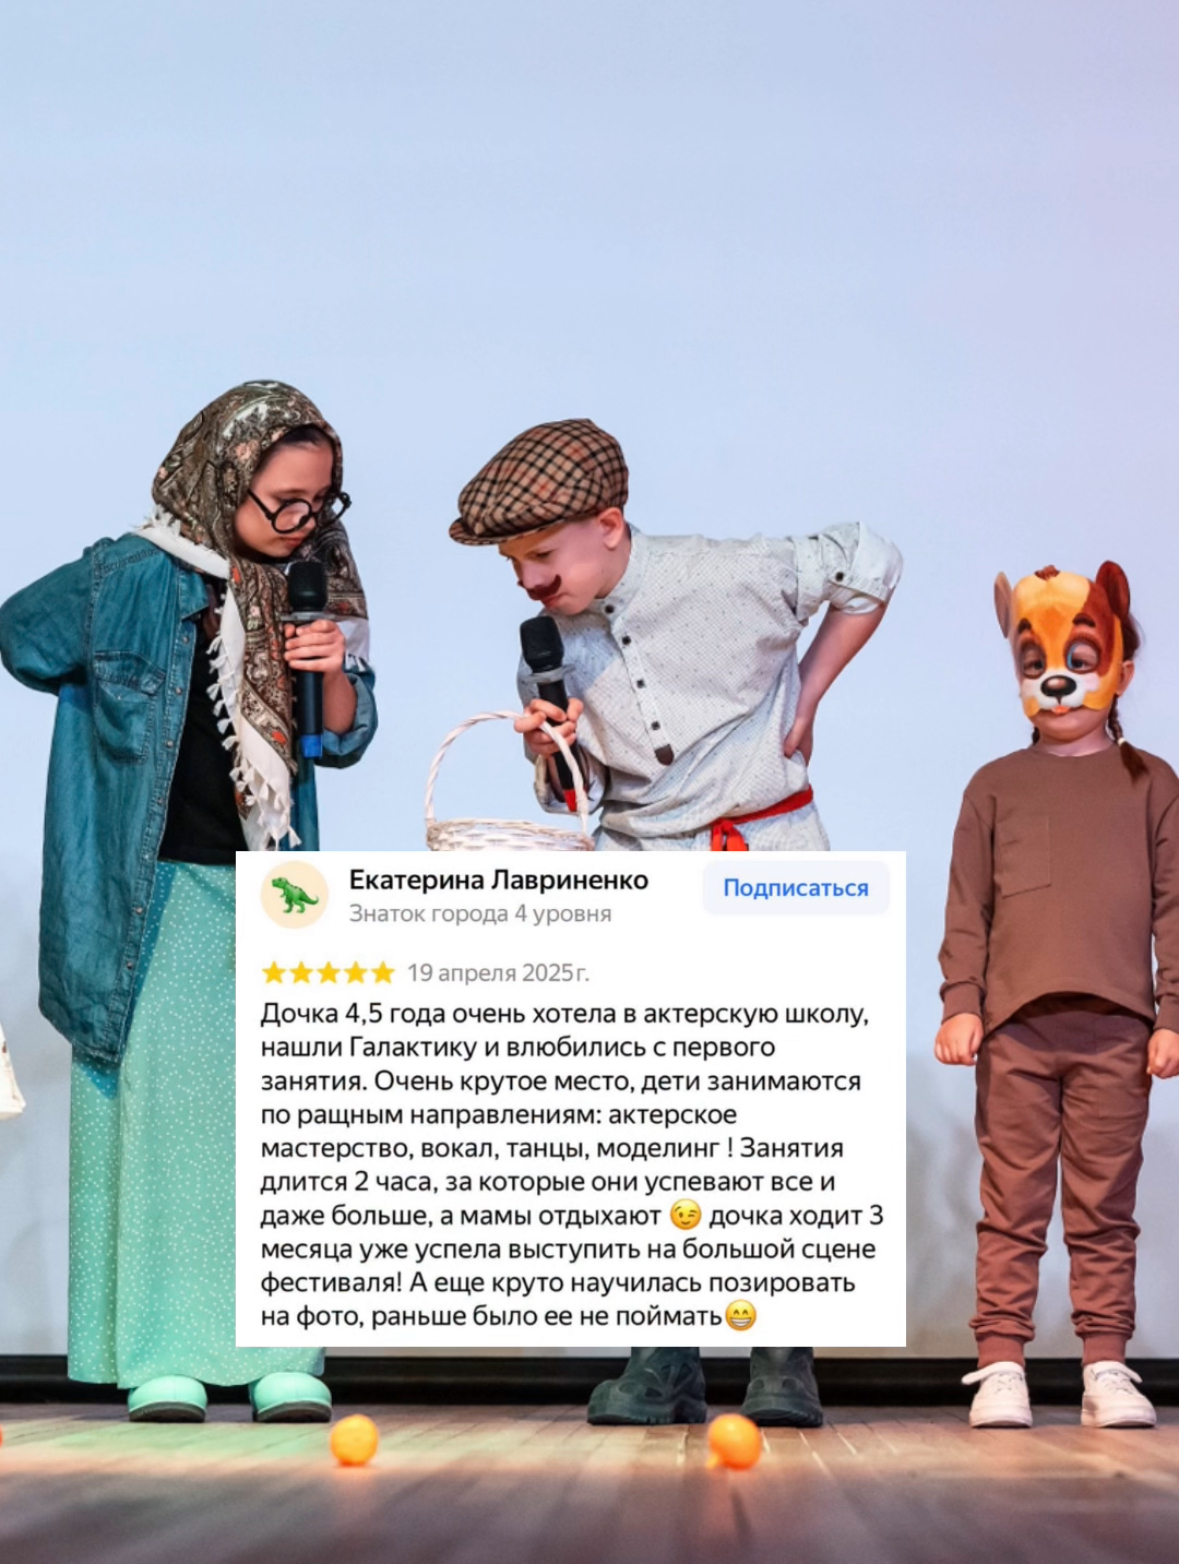 Екатерина Лавриненко
Подписаться
Знаток города 4 уровня
19 апреля 2025 г.
Дочка 4,5 года очень хотела в актерскую школу,
нашли Галактику и влюбились с первого
занятия. Очень крутое место, дети занимаются
по ращным направлениям: актерское
мастерство, вокал, танцы, моделинг ! Занятия
длится 2 часа, за которые они успевают все и
даже больше, а мамы отдыхают 😉 дочка ходит 3
месяца уже успела выступить на большой сцене
фестиваля! А еще круто научилась позировать
на фото, раньше было ее не поймать😁